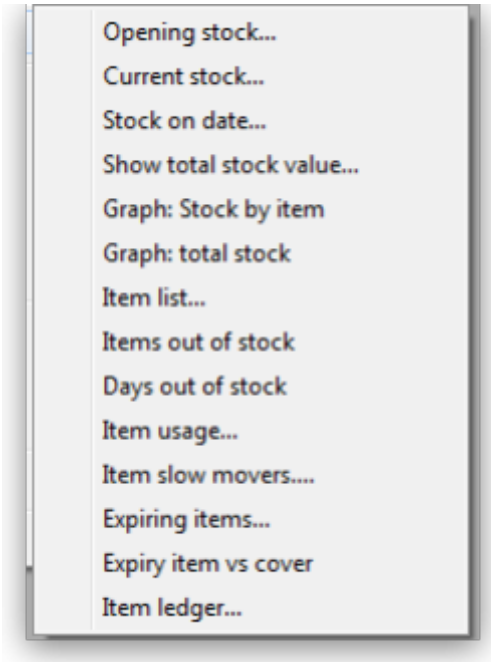 Opening stock...
Current stock...
Stock on date...
Show total stock value...
Graph: Stock by item
Graph: total stock
Item list...
Items out of stock
Days out of stock
Item usage...
Item slow movers....
Expiring items...
Expiry item vs cover
Item ledger...